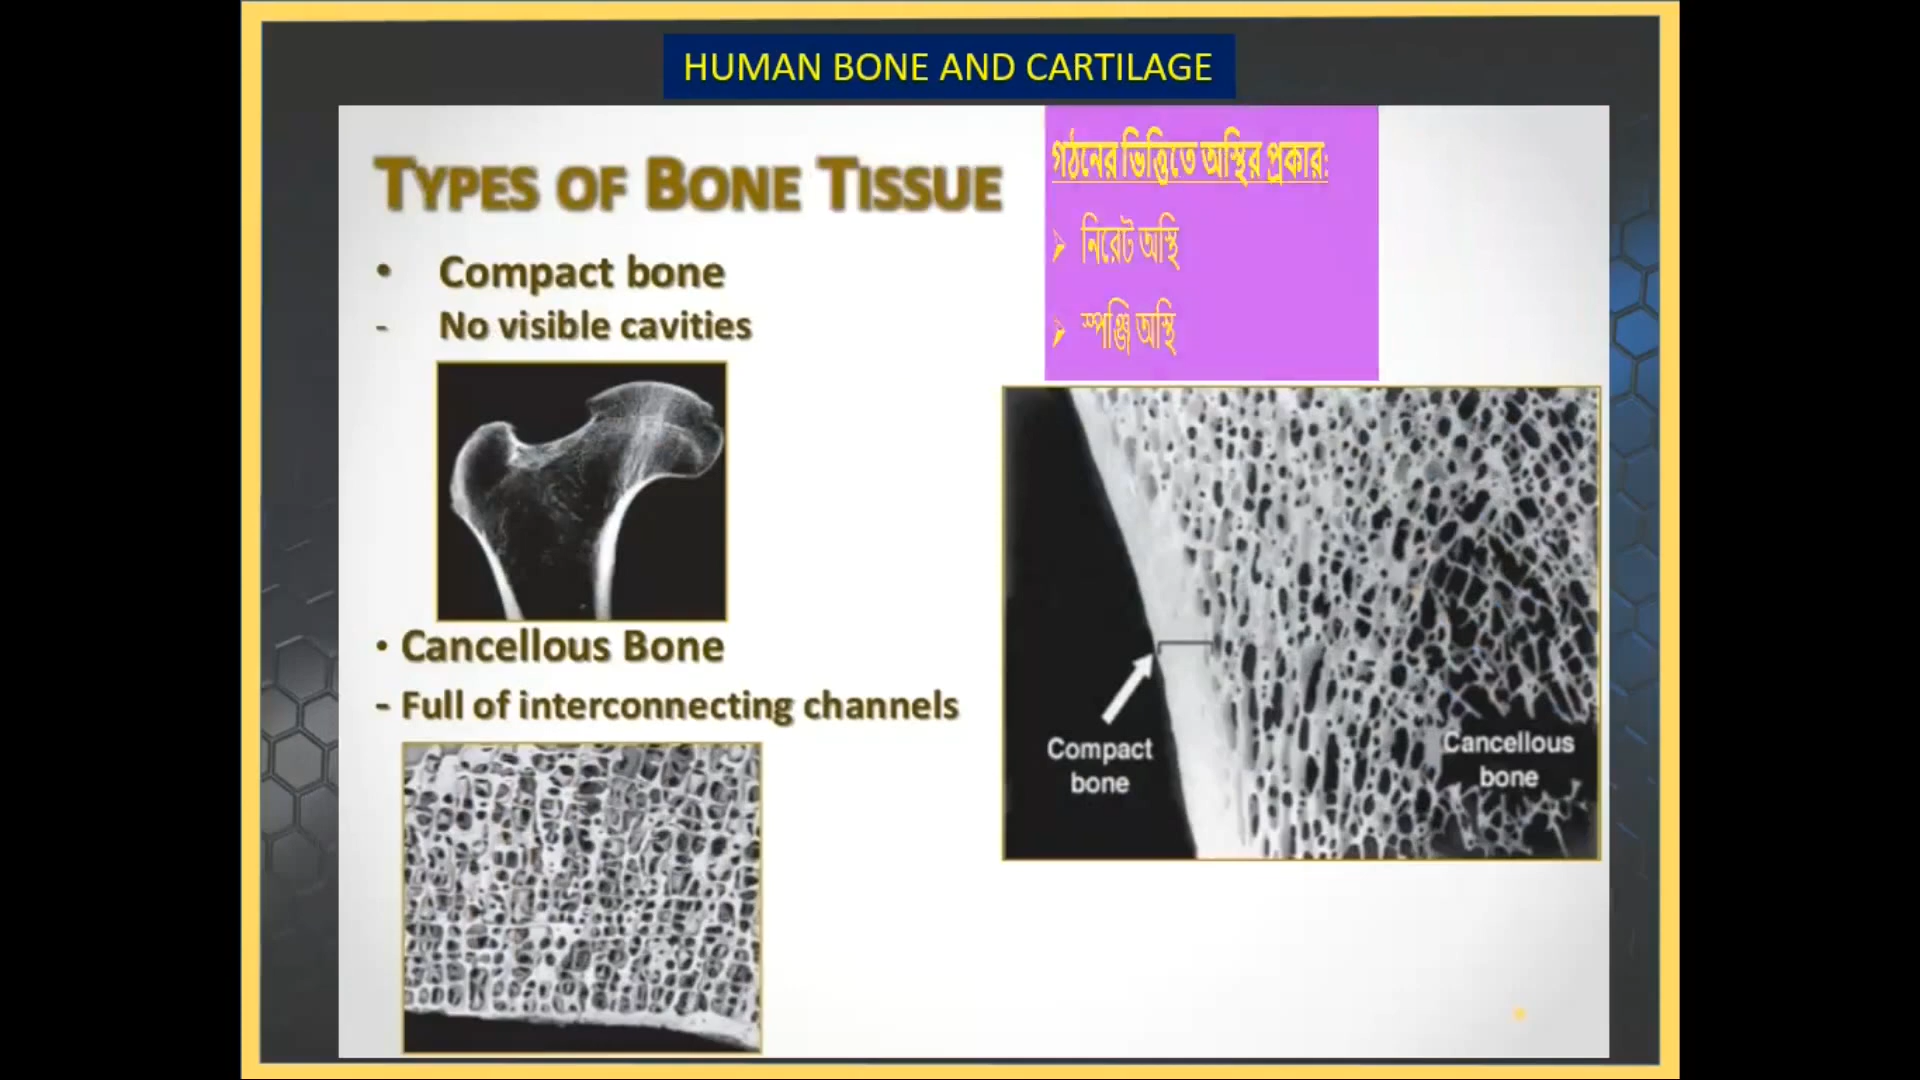 HUMAN BONE AND CARTILAGE
TYPES OF BONE TISSUE
• Compact bone
- No visible cavities
• Cancellous Bone
- Full of interconnecting channels
গঠনের ভিত্তিতে অস্থির প্রকার:
➢ নিরেট অস্থি
➢ স্পঞ্জি অস্থি
Compact
bone
Cancellous
bone